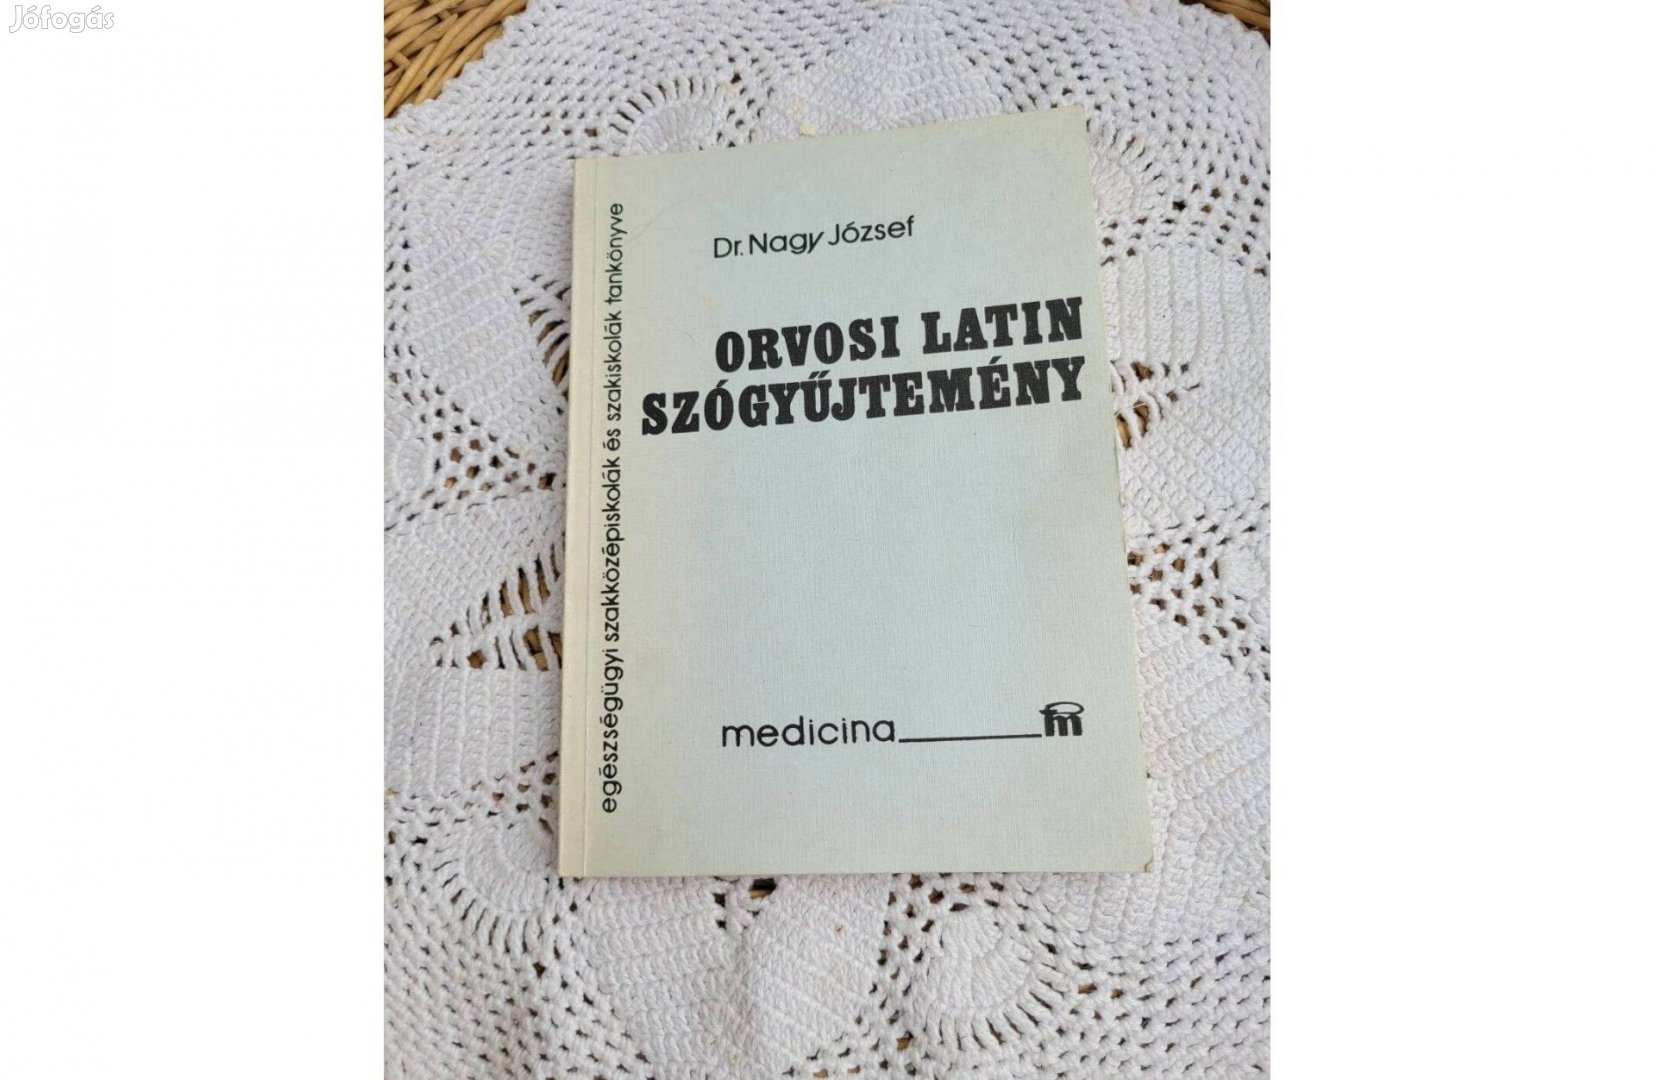 Jófogás
Dr. Nagy József
ORVOSI LATIN
SZÓGYŰJTEMÉNY
egészségügyi szakközépiskolák és szakiskolák tankönyve
medicina